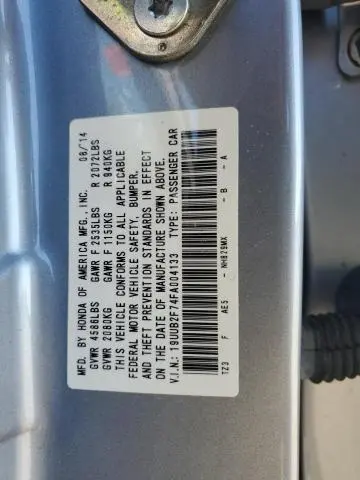 MFD. BY HONDA OF AMERICA MFG., INC. 08/14
GVWR 4586LBS GAWR F 2535LBS R 2072LBS
GVWR 2080KG GAWR F 1150KG R 940KG
THIS VEHICLE CONFORMS TO ALL APPLICABLE
FEDERAL MOTOR VEHICLE SAFETY, BUMPER,
AND THEFT PREVENTION STANDARDS IN EFFECT
ON THE DATE OF MANUFACTURE SHOWN ABOVE.
V.I.N.: 19UUB2F74FA004133 TYPE: PASSENGER CAR
TZ3 F AE5 - NH829MX - B - A